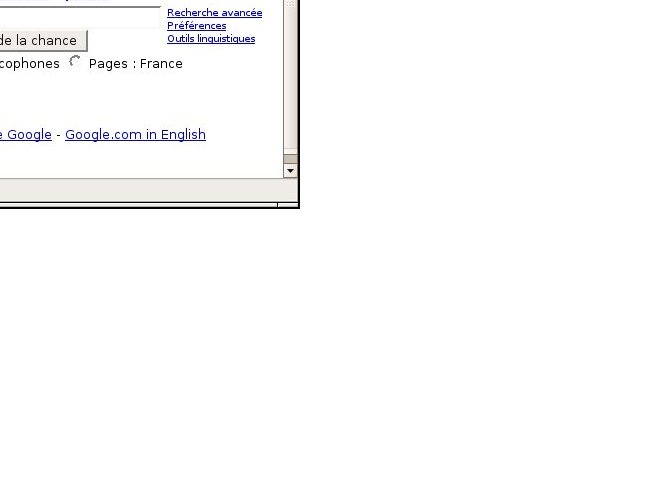 Recherche avancée
Préférences
de la chance
Outils linguistiques
cophones Pages : France
e Google - Google.com in English